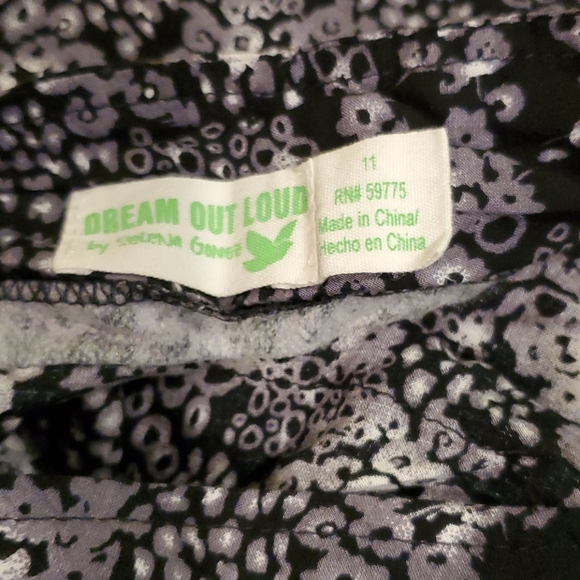 DREAM OUT LOUD
by Selena Gomez
11
RN# 59775
Made in China/
Hecho en China